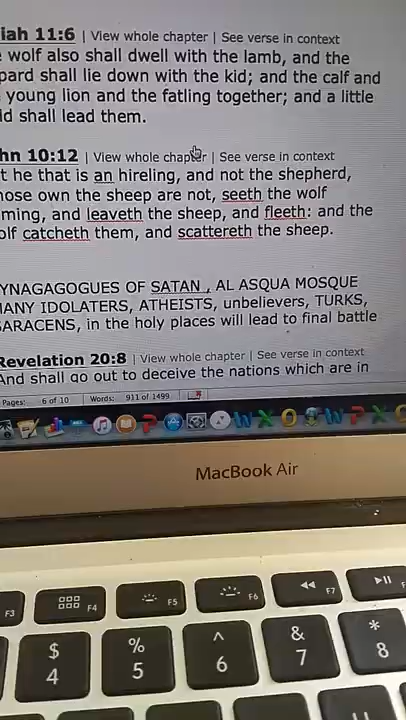 iah 11:6 | View whole chapter | See verse in context
wolf also shall dwell with the lamb, and the
pard shall lie down with the kid; and the calf and
young lion and the fatling together; and a little
ld shall lead them.
hn 10:12 | View whole chapter | See verse in context
t he that is an hireling, and not the shepherd,
hose own the sheep are not, seeth the wolf
ming, and leaveth the sheep, and fleeth: and the
olf catcheth them, and scattereth the sheep.
YNAGAGOGUES OF SATAN , AL ASQUA MOSQUE
MANY IDOLATERS, ATHEISTS, unbelievers, TURKS,
SARACENS, in the holy places will lead to final battle
Revelation 20:8 | View whole chapter | See verse in context
And shall go out to deceive the nations which are in
Pages: 6 of 10 Words: 911 of 1499
MacBook Air
F3 F4 F5 F6 F7
$ % ^ & *
4 5 6 7 8